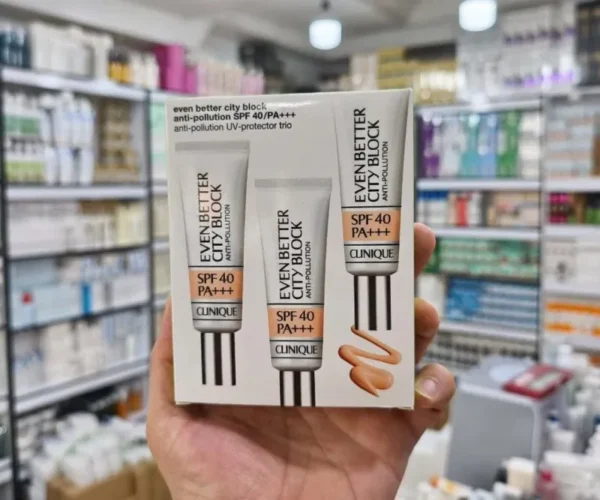 even better city block
anti-pollution SPF 40/PA+++
anti-pollution UV-protector trio
EVEN BETTER
CITY BLOCK
ANTI-POLLUTION
SPF 40
PA+++
CLINIQUE
EVEN BETTER
CITY BLOCK
ANTI-POLLUTION
SPF 40
PA+++
CLINIQUE
EVEN BETTER
CITY BLOCK
ANTI-POLLUTION
SPF 40
PA+++
CLINIQUE